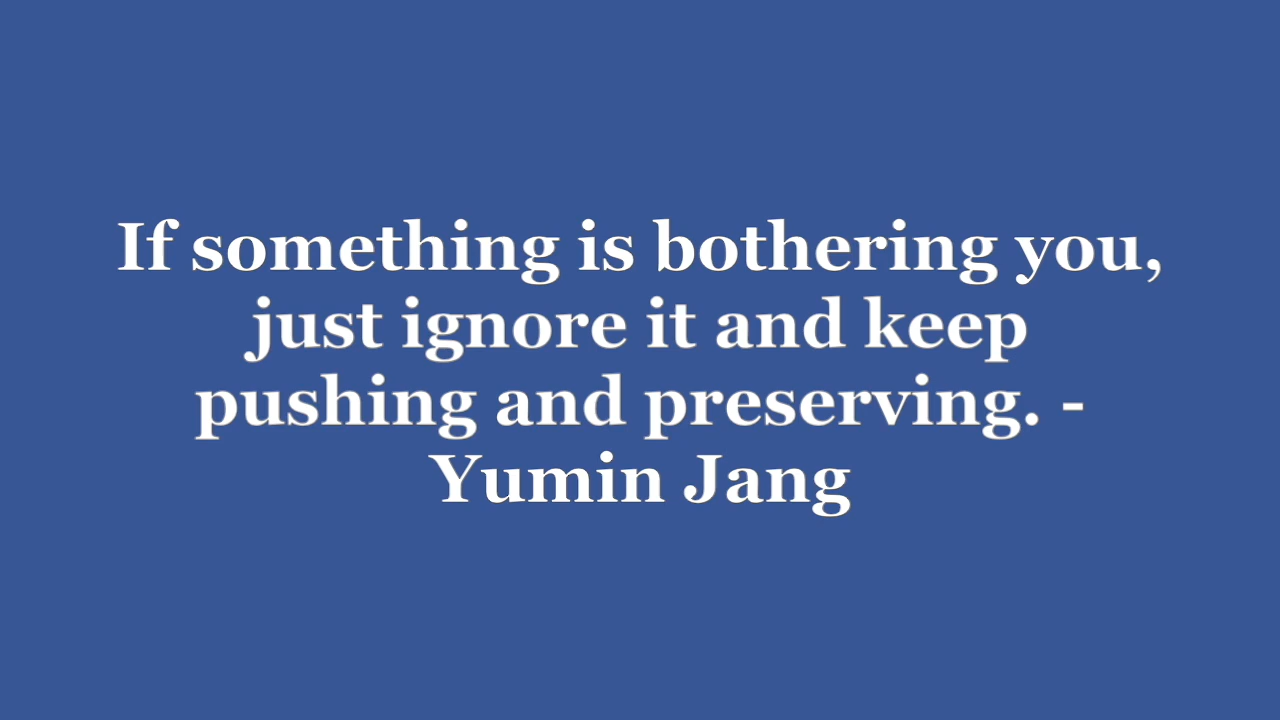 If something is bothering you,
just ignore it and keep
pushing and preserving. -
Yumin Jang